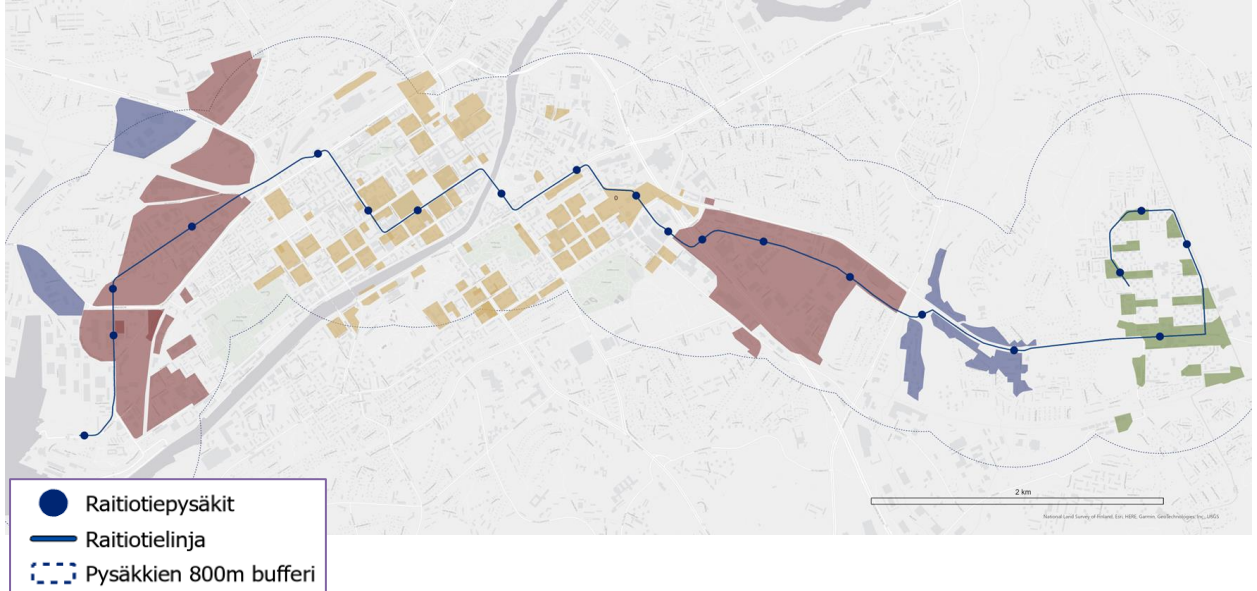 2 km
National Land Survey of Finland, Esri, HERE, Garmin, GeoTechnologies, Inc., USGS
Raitiotiepysäkit
Raitiotielinja
Pysäkkien 800m bufferi